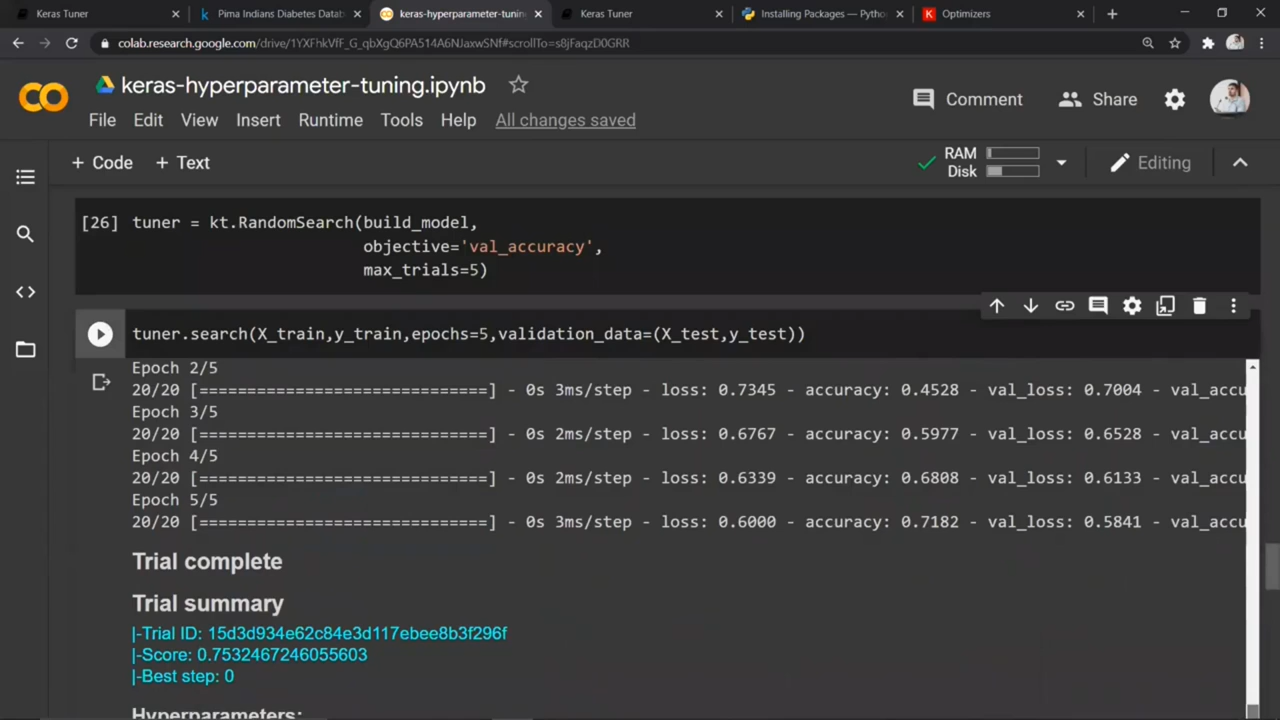 Keras Tuner
Pima Indians Diabetes Datab
keras-hyperparameter-tuning
Keras Tuner
Installing Packages — Pytho
Optimizers
colab.research.google.com/drive/1YXFhkVfF_G_qbXgQ6PA514A6NJaxwSNf#scrollTo=s8jFaqzD0GRR
keras-hyperparameter-tuning.ipynb
Comment
Share
File Edit View Insert Runtime Tools Help All changes saved
+ Code + Text
RAM
Disk
Editing
[26] tuner = kt.RandomSearch(build_model,
objective='val_accuracy',
max_trials=5)
tuner.search(X_train,y_train,epochs=5,validation_data=(X_test,y_test))
Epoch 2/5
20/20 [==============================] - 0s 3ms/step - loss: 0.7345 - accuracy: 0.4528 - val_loss: 0.7004 - val_accu
Epoch 3/5
20/20 [==============================] - 0s 2ms/step - loss: 0.6767 - accuracy: 0.5977 - val_loss: 0.6528 - val_accu
Epoch 4/5
20/20 [==============================] - 0s 2ms/step - loss: 0.6339 - accuracy: 0.6808 - val_loss: 0.6133 - val_accu
Epoch 5/5
20/20 [==============================] - 0s 3ms/step - loss: 0.6000 - accuracy: 0.7182 - val_loss: 0.5841 - val_accu
Trial complete
Trial summary
|-Trial ID: 15d3d934e62c84e3d117ebee8b3f296f
|-Score: 0.7532467246055603
|-Best step: 0
Hyperparameters: